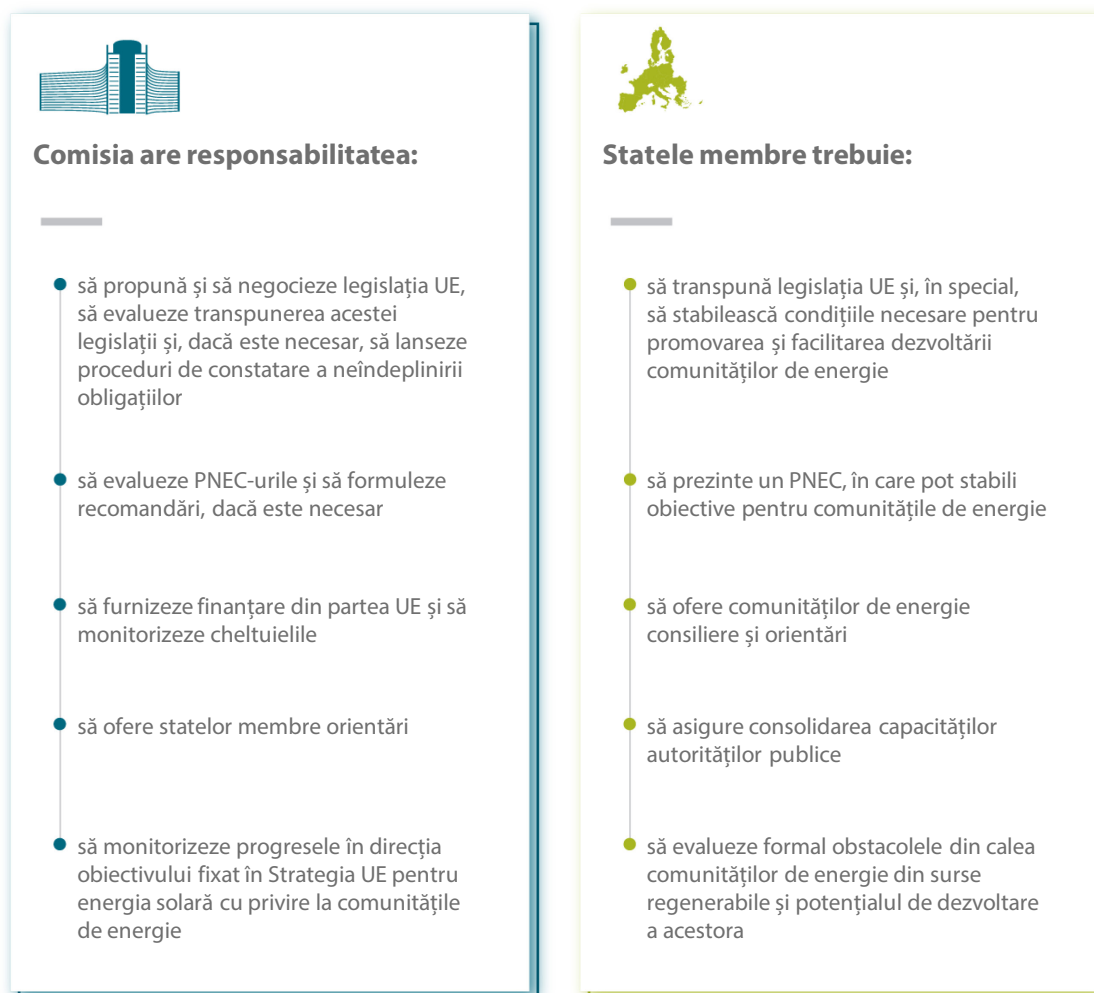 Comisia are responsabilitatea:
să propună și să negocieze legislația UE,
să evalueze transpunerea acestei
legislații și, dacă este necesar, să lanseze
proceduri de constatare a neîndeplinirii
obligațiilor
să evalueze PNEC-urile și să formuleze
recomandări, dacă este necesar
să furnizeze finanțare din partea UE și să
monitorizeze cheltuielile
să ofere statelor membre orientări
să monitorizeze progresele în direcția
obiectivului fixat în Strategia UE pentru
energia solară cu privire la comunitățile
de energie
Statele membre trebuie:
să transpună legislația UE și, în special,
să stabilească condițiile necesare pentru
promovarea și facilitarea dezvoltării
comunităților de energie
să prezinte un PNEC, în care pot stabili
obiective pentru comunitățile de energie
să ofere comunităților de energie
consiliere și orientări
să asigure consolidarea capacităților
autorităților publice
să evalueze formal obstacolele din calea
comunităților de energie din surse
regenerabile și potențialul de dezvoltare
a acestora